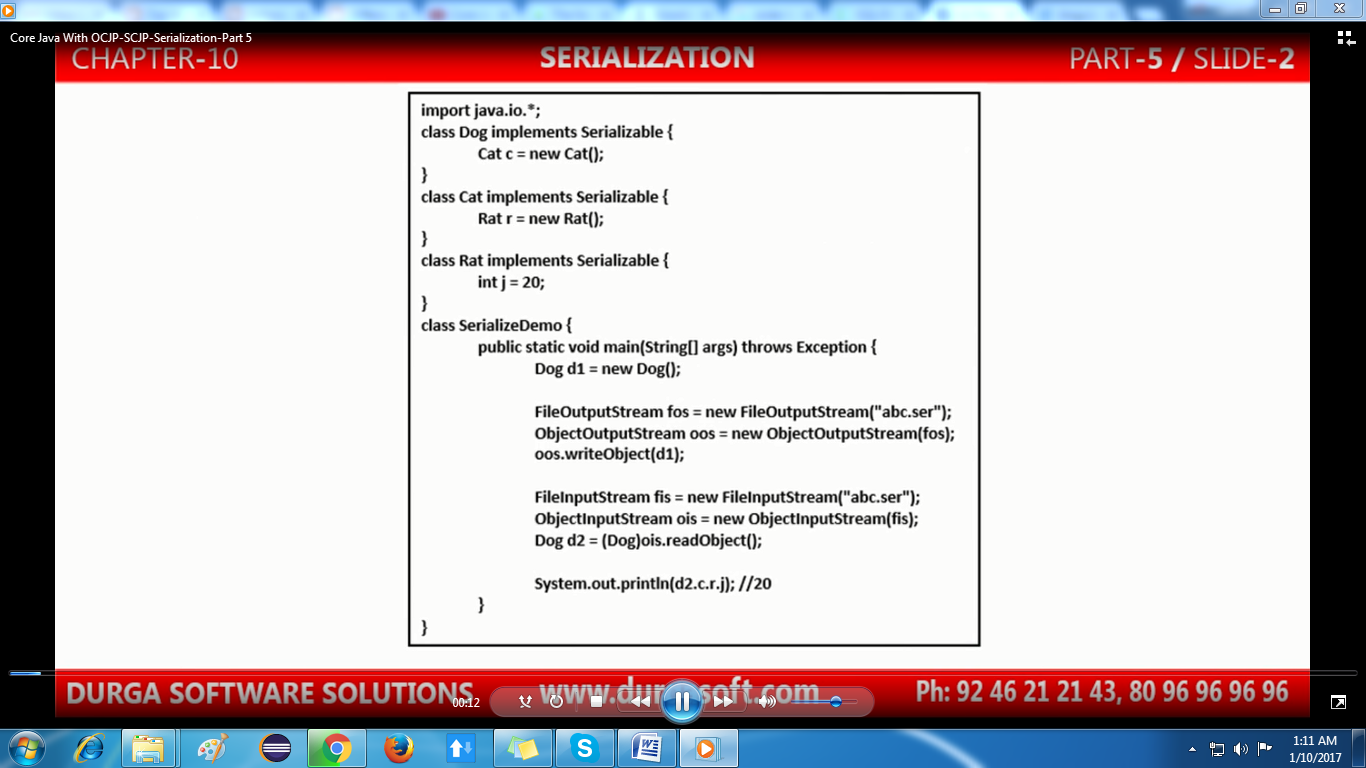 Core Java With OCJP-SCJP-Serialization-Part 5
CHAPTER-10 SERIALIZATION PART-5 / SLIDE-2
import java.io.*;
class Dog implements Serializable {
Cat c = new Cat();
}
class Cat implements Serializable {
Rat r = new Rat();
}
class Rat implements Serializable {
int j = 20;
}
class SerializeDemo {
public static void main(String[] args) throws Exception {
Dog d1 = new Dog();
FileOutputStream fos = new FileOutputStream("abc.ser");
ObjectOutputStream oos = new ObjectOutputStream(fos);
oos.writeObject(d1);
FileInputStream fis = new FileInputStream("abc.ser");
ObjectInputStream ois = new ObjectInputStream(fis);
Dog d2 = (Dog)ois.readObject();
System.out.println(d2.c.r.j); //20
}
}
DURGA SOFTWARE SOLUTIONS www.durgasoft.com Ph: 92 46 21 21 43, 80 96 96 96 96
00:12
1:11 AM
1/10/2017